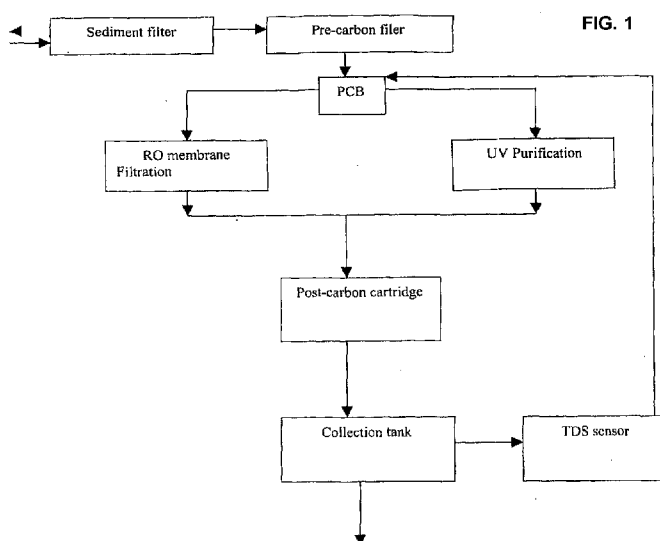 FIG. 1
Sediment filter
Pre-carbon filer
PCB
RO membrane
Filtration
UV Purification
Post-carbon cartridge
Collection tank
TDS sensor